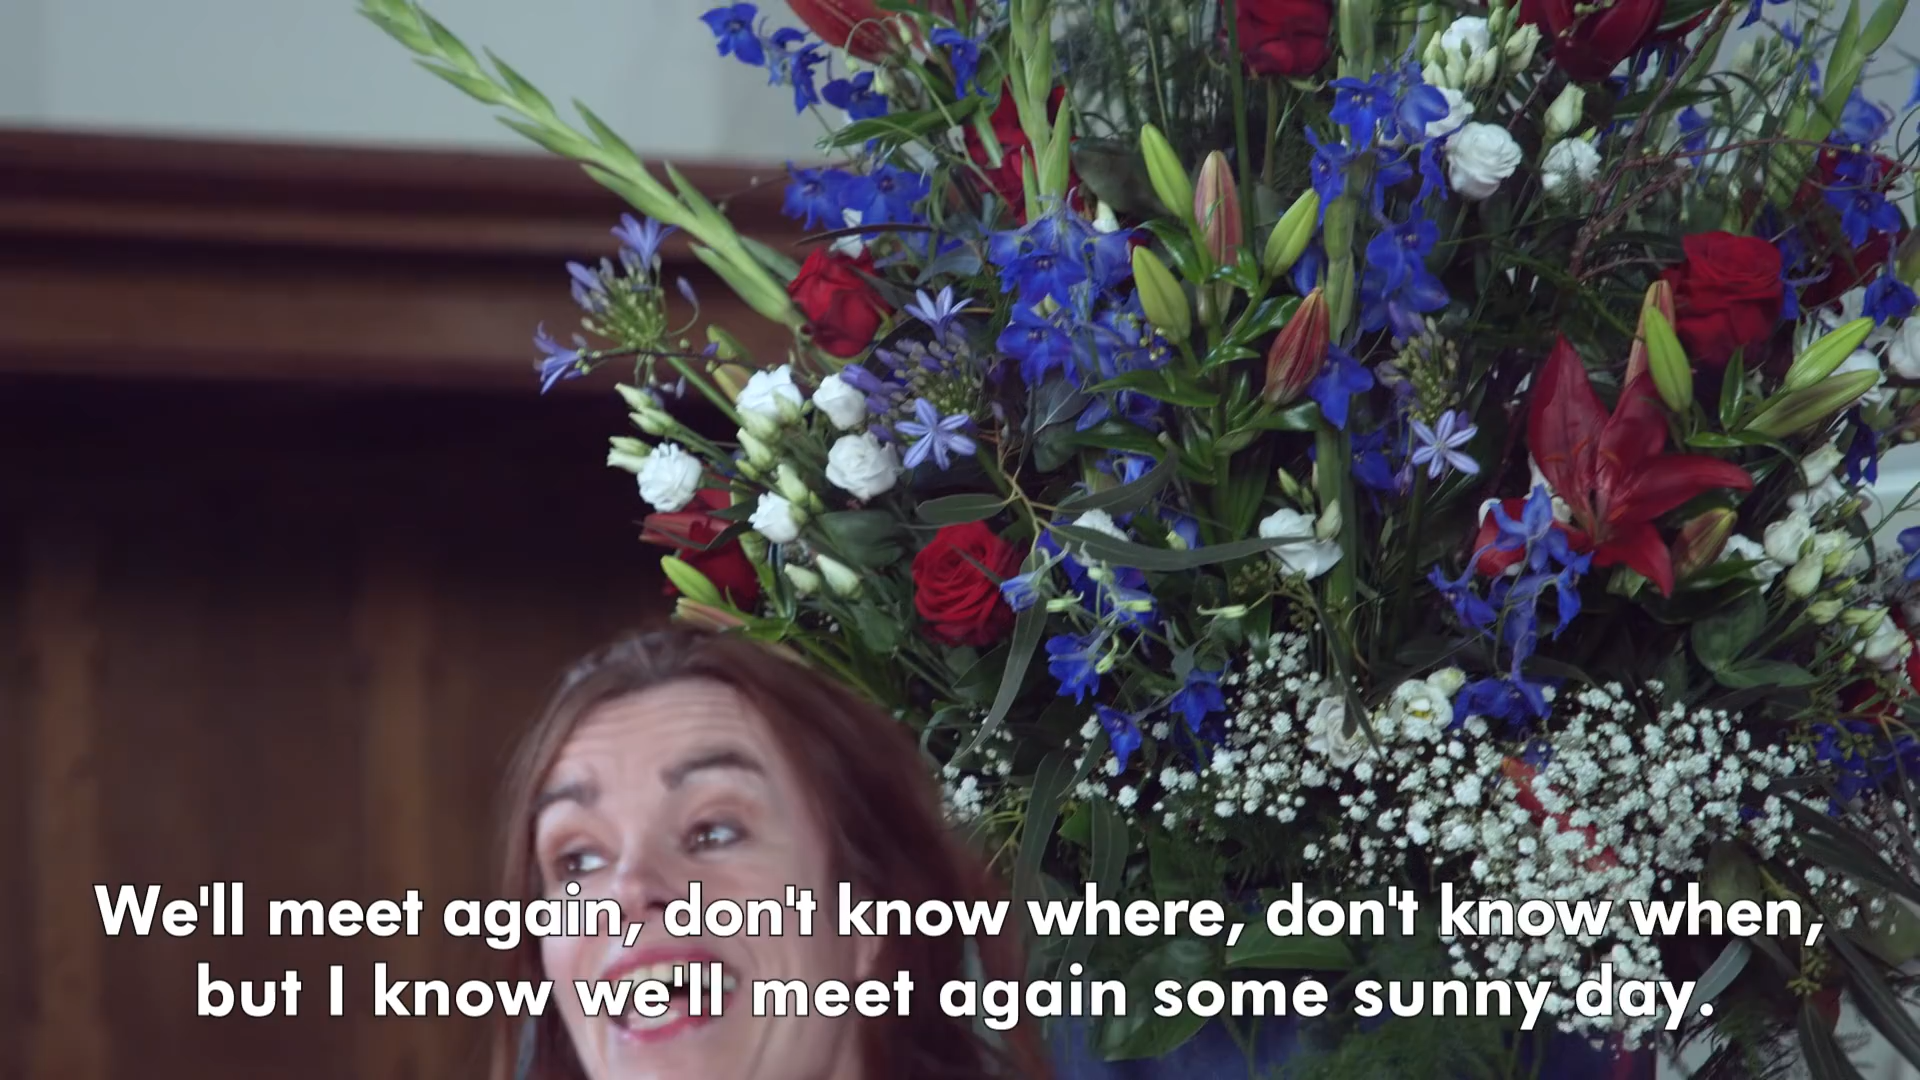 We'll meet again, don't know where, don't know when,
but I know we'll meet again some sunny day.